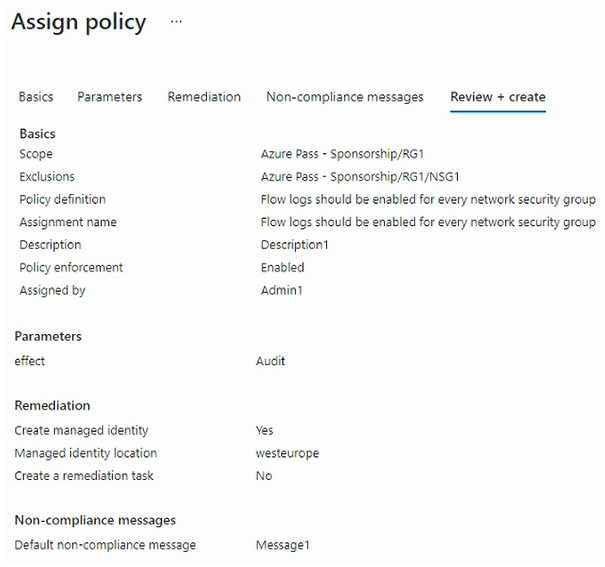 Assign policy ...
Basics Parameters Remediation Non-compliance messages Review + create
Basics
Scope Azure Pass - Sponsorship/RG1
Exclusions Azure Pass - Sponsorship/RG1/NSG1
Policy definition Flow logs should be enabled for every network security group
Assignment name Flow logs should be enabled for every network security group
Description Description1
Policy enforcement Enabled
Assigned by Admin1
Parameters
effect Audit
Remediation
Create managed identity Yes
Managed identity location westeurope
Create a remediation task No
Non-compliance messages
Default non-compliance message Message1